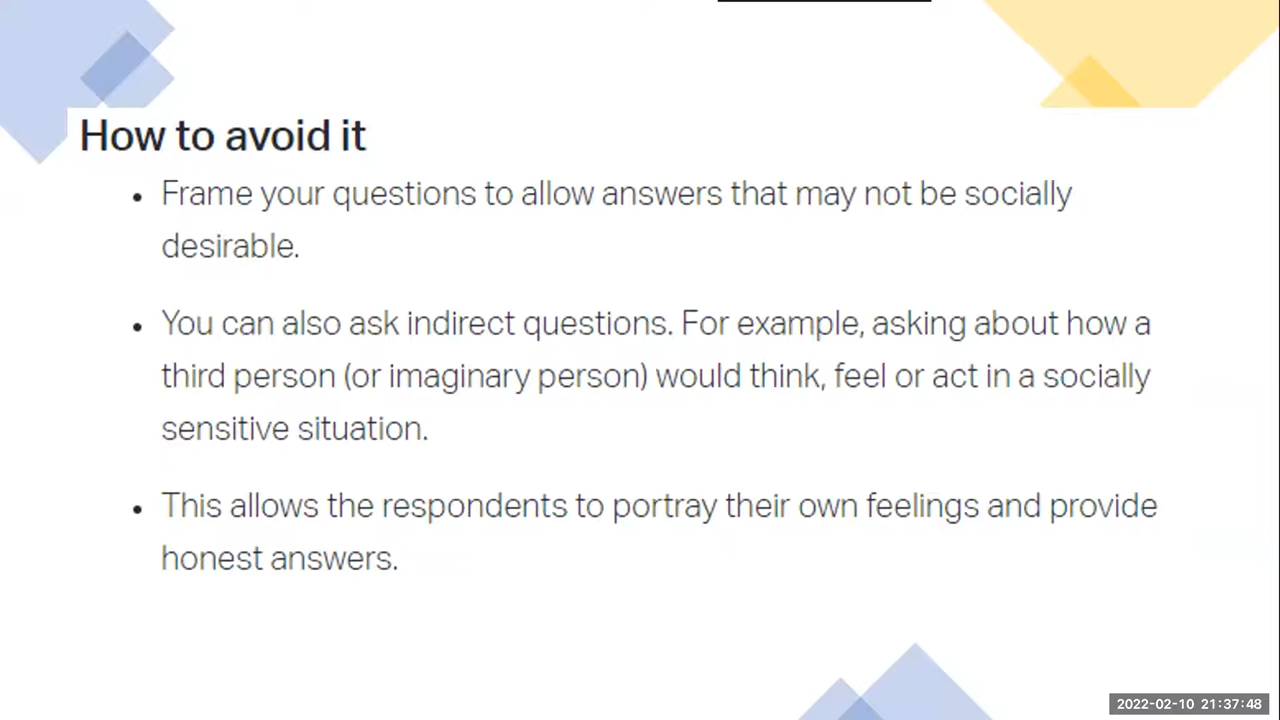 How to avoid it
• Frame your questions to allow answers that may not be socially
desirable.
• You can also ask indirect questions. For example, asking about how a
third person (or imaginary person) would think, feel or act in a socially
sensitive situation.
• This allows the respondents to portray their own feelings and provide
honest answers.
2022-02-10 21:37:48